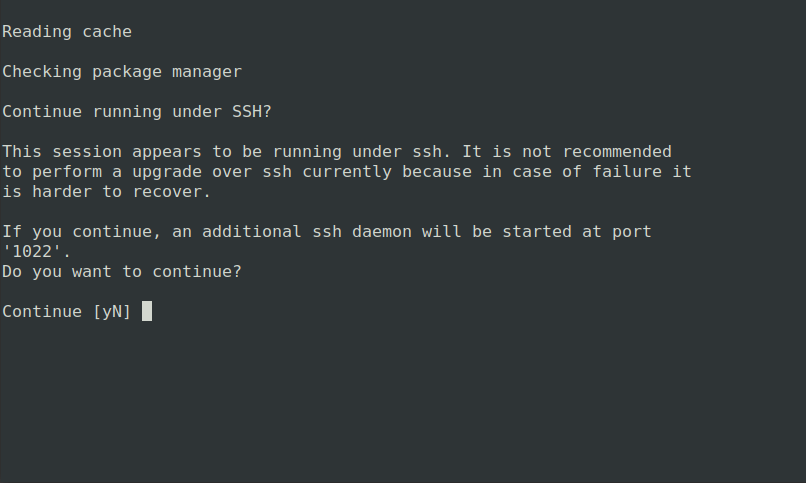 Reading cache
Checking package manager
Continue running under SSH?
This session appears to be running under ssh. It is not recommended
to perform a upgrade over ssh currently because in case of failure it
is harder to recover.
If you continue, an additional ssh daemon will be started at port
'1022'.
Do you want to continue?
Continue [yN]